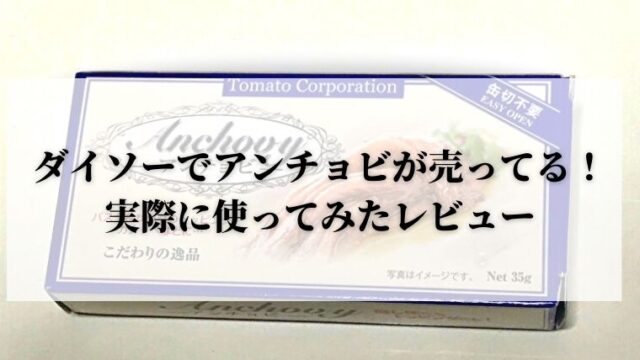 Tomato Corporation
缶切不要
EASY OPEN
Anchovy
ダイソーでアンチョビが売ってる！
実際に使ってみたレビュー
こだわりの逸品
写真はイメージです。 Net 35g
Anchovy